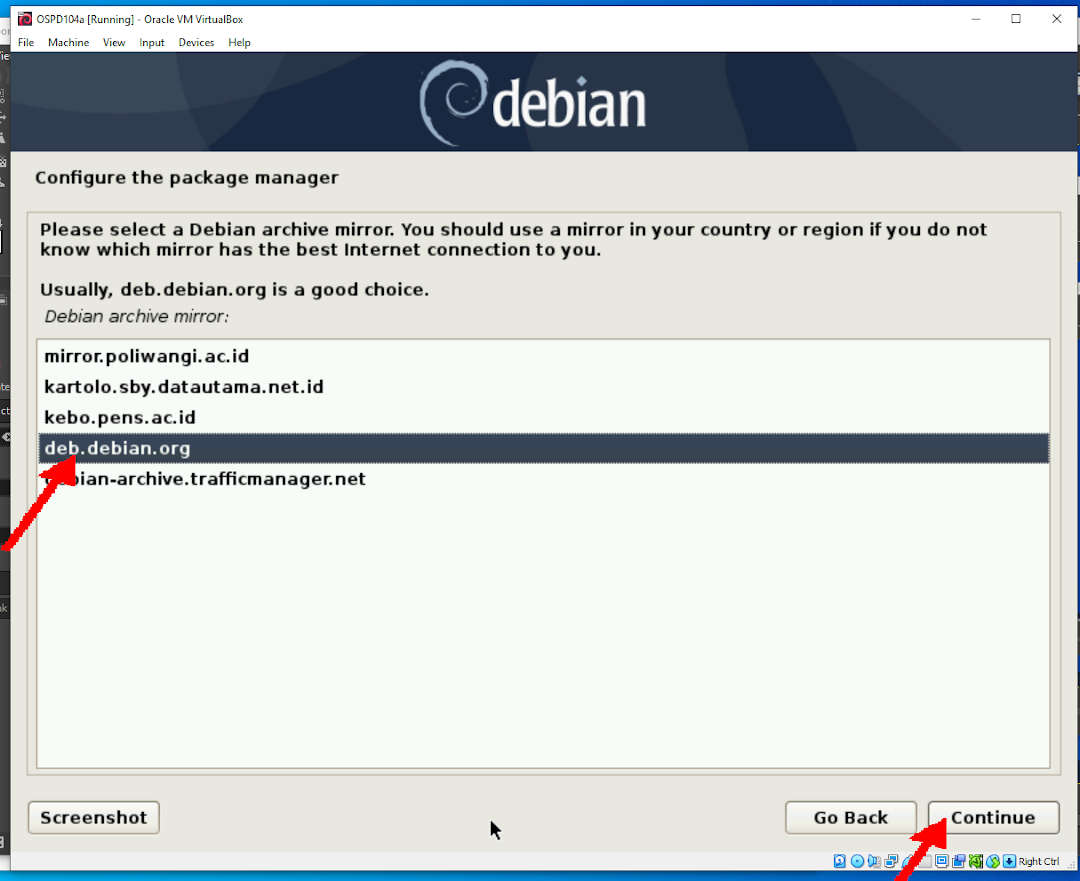 OSPD104a [Running] - Oracle VM VirtualBox
File Machine View Input Devices Help
debian
Configure the package manager
Please select a Debian archive mirror. You should use a mirror in your country or region if you do not
know which mirror has the best Internet connection to you.
Usually, deb.debian.org is a good choice.
Debian archive mirror:
mirror.poliwangi.ac.id
kartolo.sby.datautama.net.id
kebo.pens.ac.id
deb.debian.org
debian-archive.trafficmanager.net
Screenshot
Go Back
Continue
Right Ctrl